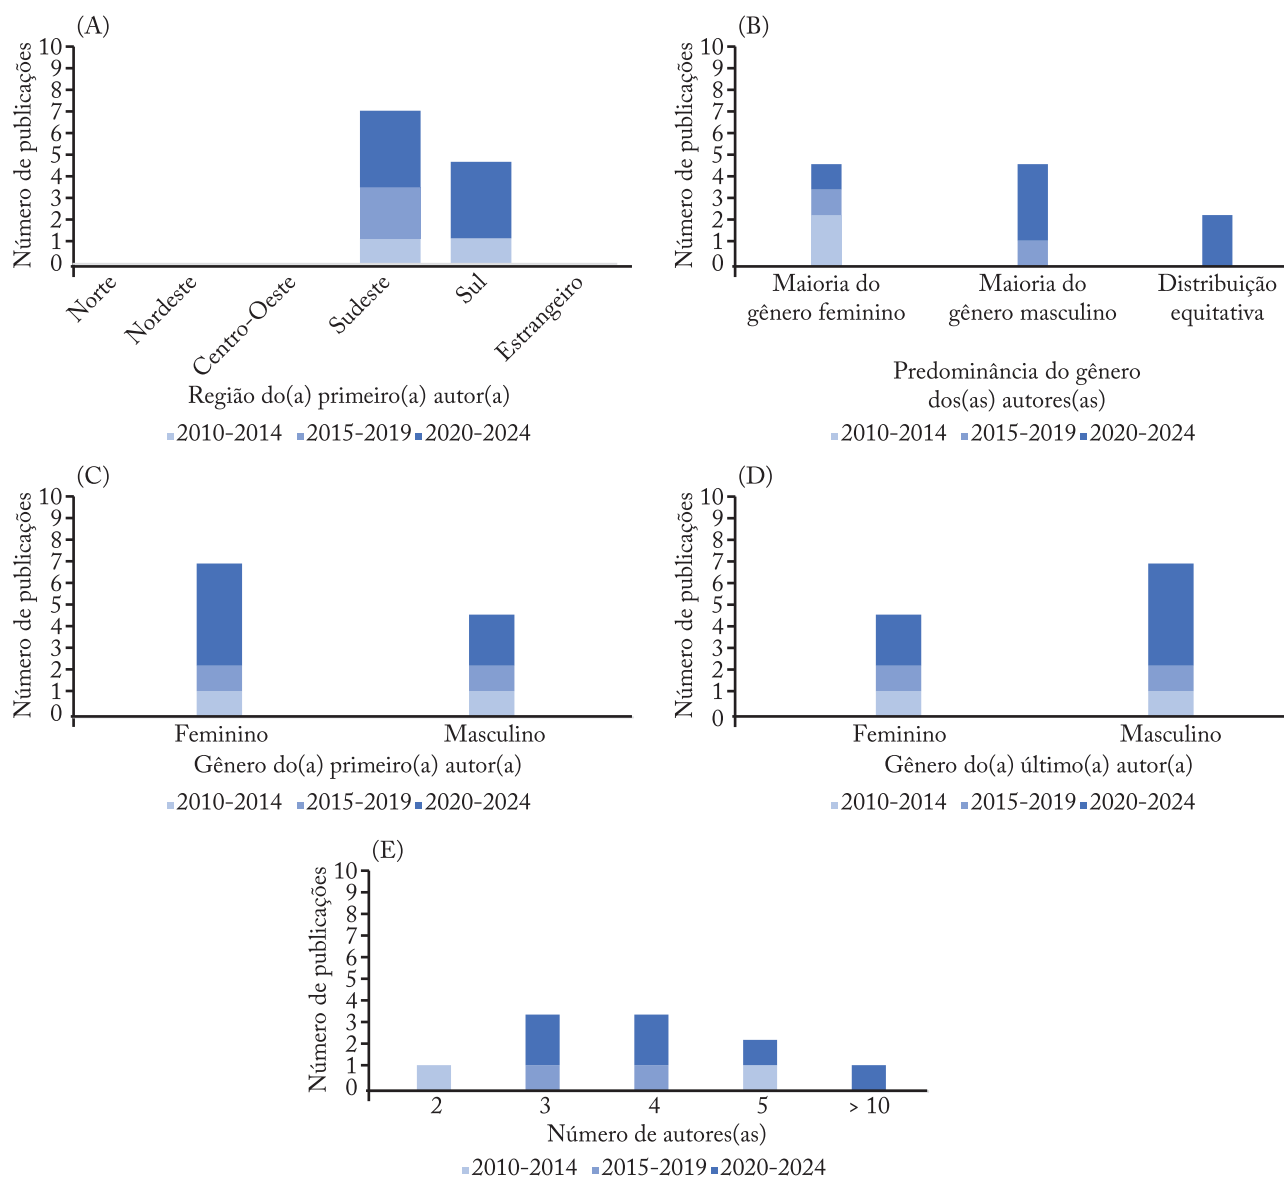 (A)
Número de publicações
10
9
8
7
6
5
4
3
2
1
0
Norte
Nordeste
Centro-Oeste
Sudeste
Sul
Estrangeiro
Região do(a) primeiro(a) autor(a)
2010-2014 2015-2019 2020-2024
(B)
Número de publicações
10
9
8
7
6
5
4
3
2
1
0
Maioria do
gênero feminino
Maioria do
gênero masculino
Distribuição
equitativa
Predominância do gênero
dos(as) autores(as)
2010-2014 2015-2019 2020-2024
(C)
Número de publicações
10
9
8
7
6
5
4
3
2
1
0
Feminino Masculino
Gênero do(a) primeiro(a) autor(a)
2010-2014 2015-2019 2020-2024
(D)
Número de publicações
10
9
8
7
6
5
4
3
2
1
0
Feminino Masculino
Gênero do(a) último(a) autor(a)
2010-2014 2015-2019 2020-2024
(E)
Número de publicações
10
9
8
7
6
5
4
3
2
1
0
2 3 4 5 > 10
Número de autores(as)
2010-2014 2015-2019 2020-2024